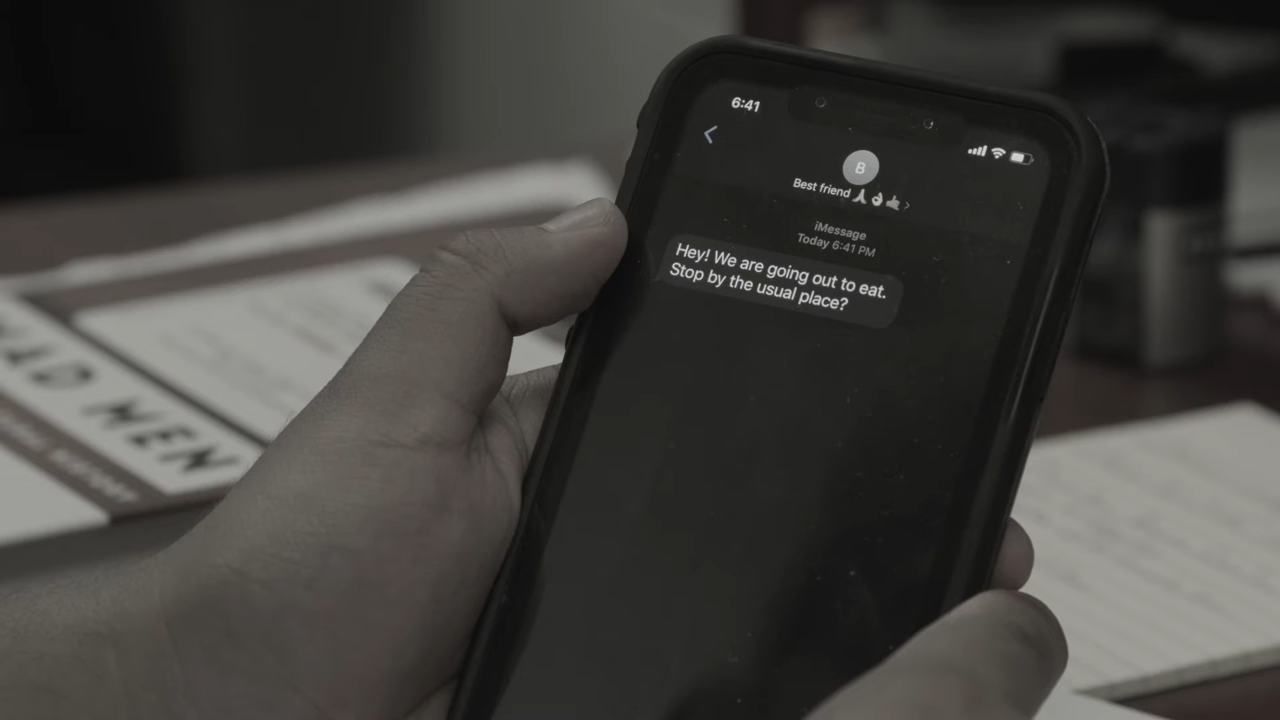 6:41
B
Best friend 🙏👌🤙
iMessage
Today 6:41 PM
Hey! We are going out to eat.
Stop by the usual place?
MEN